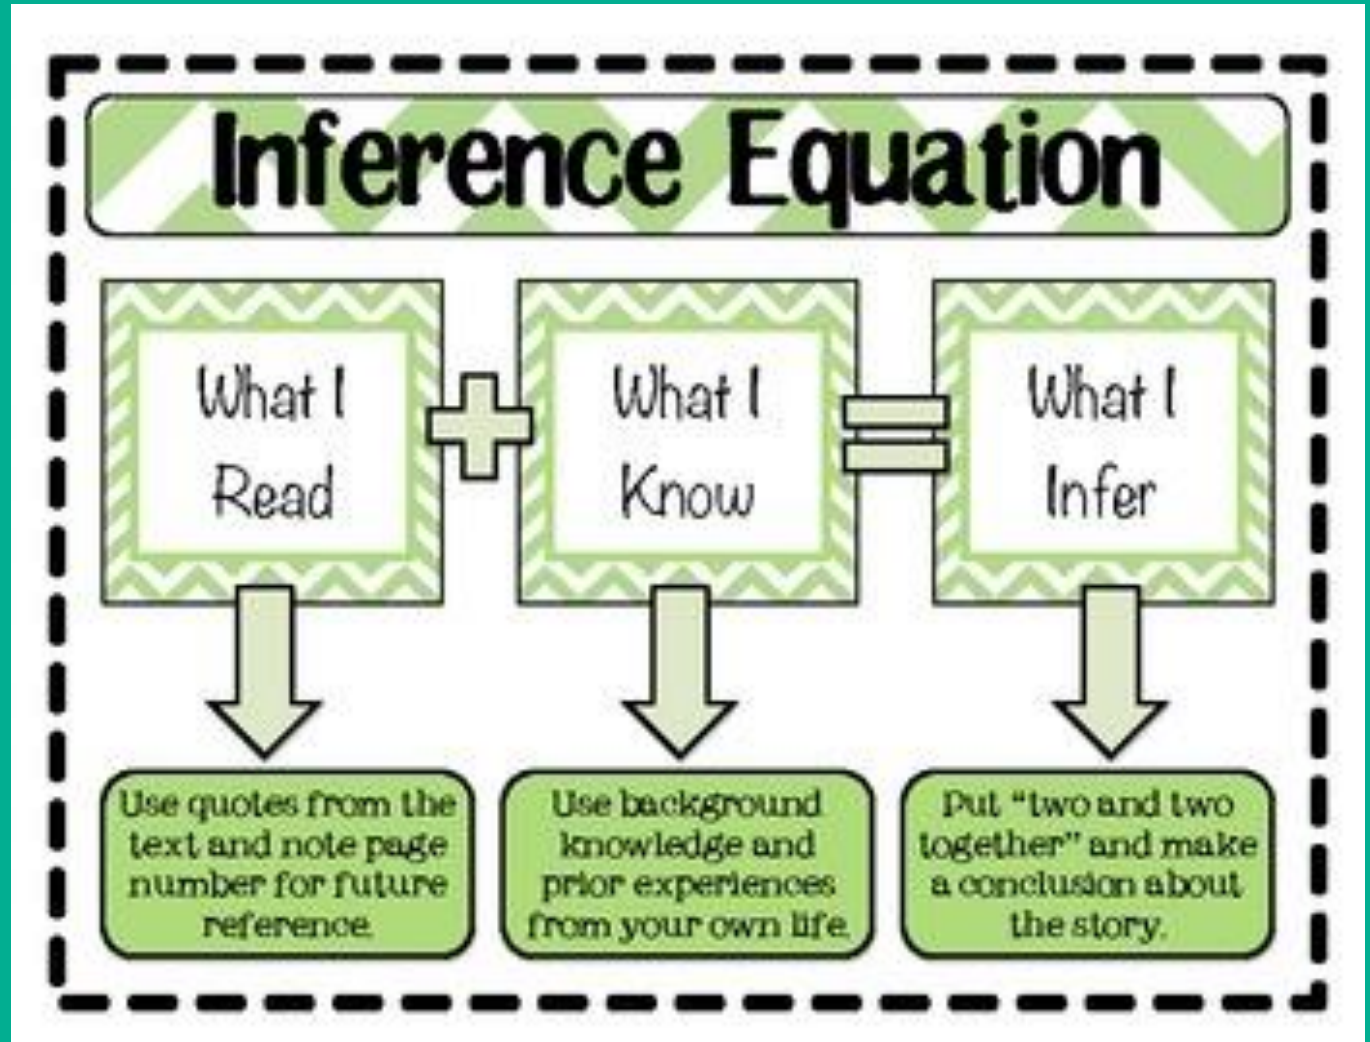 Inference Equation
What I
Read
What I
Know
What I
Infer
Use quotes from the
text and note page
number for future
reference.
Use background
knowledge and
prior experiences
from your own life.
Put "two and two
together" and make
a conclusion about
the story.